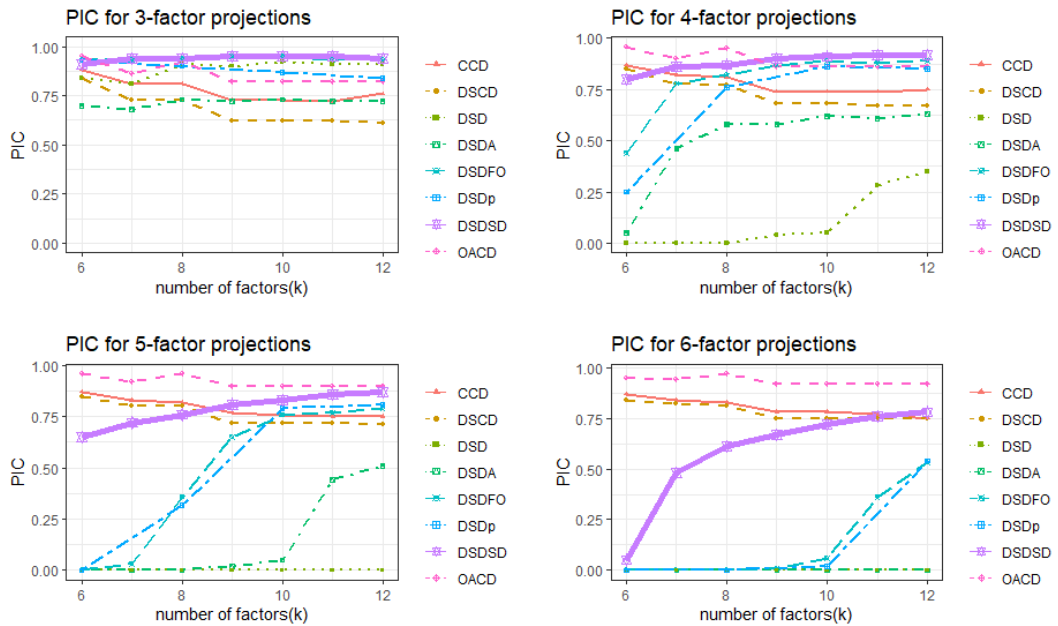 PIC for 3-factor projections
1.00
0.75
0.50
0.25
0.00
PIC
6
8
10
12
number of factors(k)
CCD
DSCD
DSD
DSDA
DSDFO
DSDp
DSDSD
OACD
PIC for 4-factor projections
1.00
0.75
0.50
0.25
0.00
PIC
6
8
10
12
number of factors(k)
CCD
DSCD
DSD
DSDA
DSDFO
DSDp
DSDSD
OACD
PIC for 5-factor projections
1.00
0.75
0.50
0.25
0.00
PIC
6
8
10
12
number of factors(k)
CCD
DSCD
DSD
DSDA
DSDFO
DSDp
DSDSD
OACD
PIC for 6-factor projections
1.00
0.75
0.50
0.25
0.00
PIC
6
8
10
12
number of factors(k)
CCD
DSCD
DSD
DSDA
DSDFO
DSDp
DSDSD
OACD